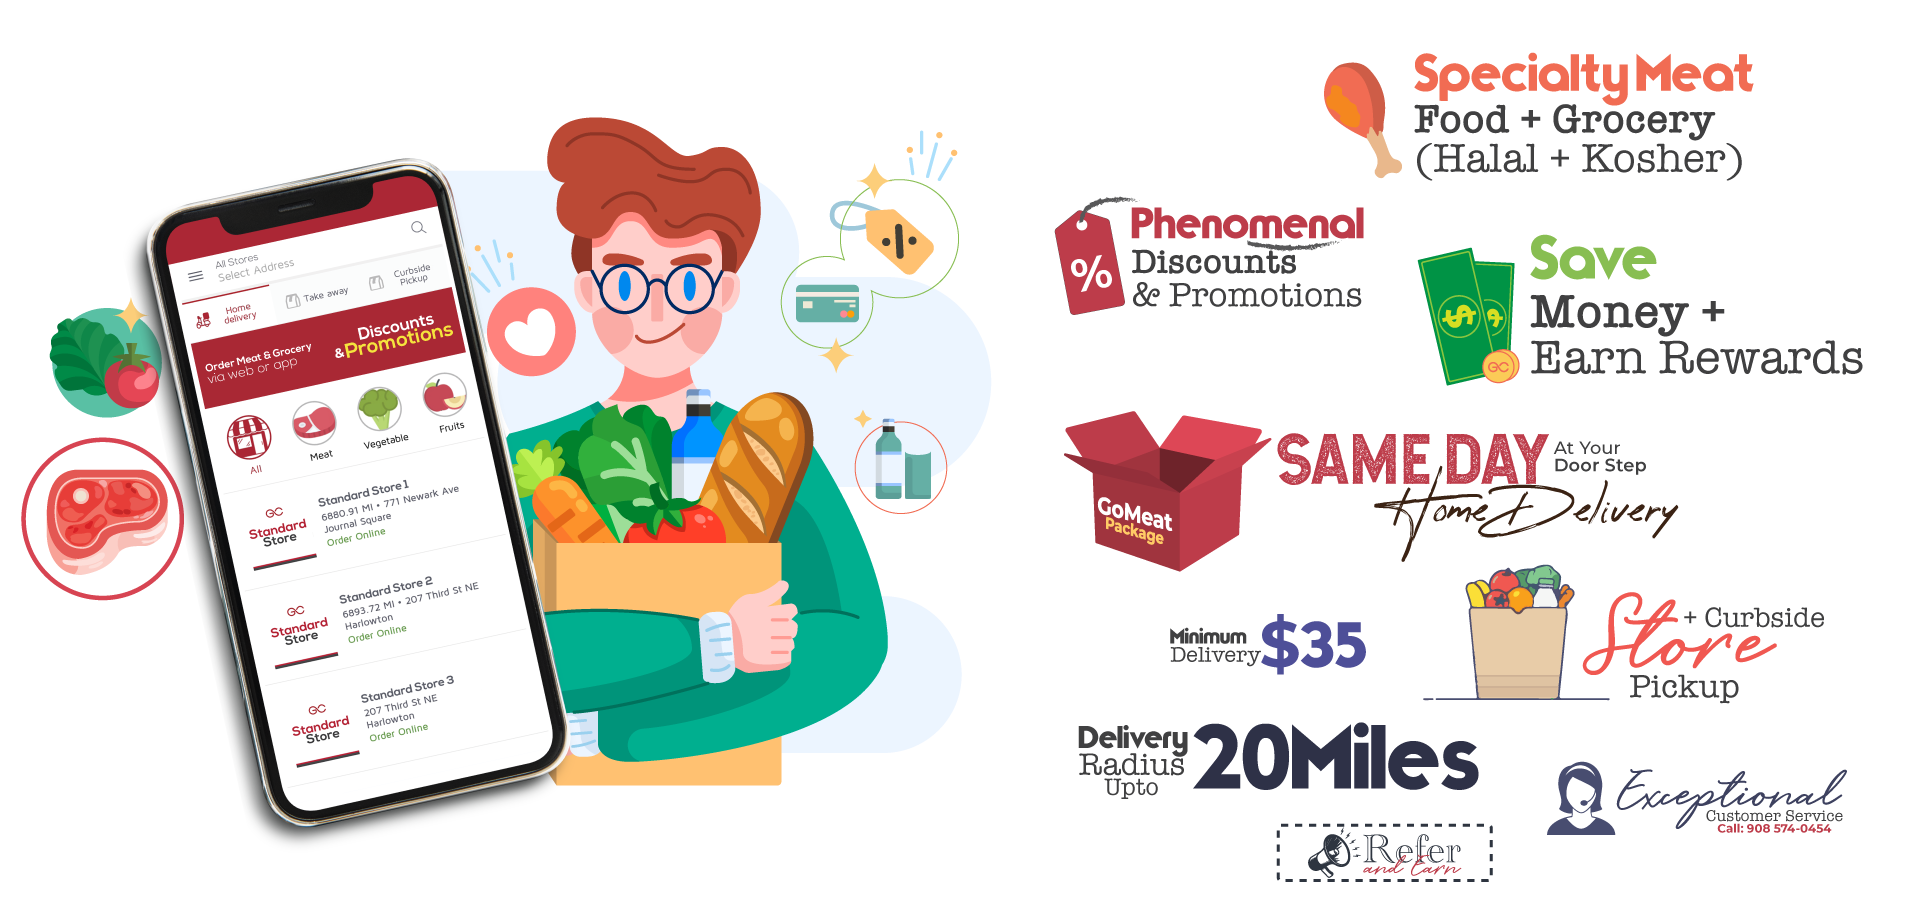 All Stores
Select Address
Home
delivery
Take away
Curbside
Pickup
Order Meat & Grocery
via web or app
Discounts
&Promotions
All
Meat
Vegetable
Fruits
GC
Standard
Store
Standard Store 1
6880.91 MI • 771 Newark Ave
Journal Square
Order Online
GC
Standard
Store
Standard Store 2
6893.72 MI • 207 Third St NE
Harlowton
Order Online
GC
Standard
Store
Standard Store 3
207 Third St NE
Harlowton
Order Online
Specialty Meat
Food + Grocery
(Halal + Kosher)
%
Phenomenal
Discounts
& Promotions
$ $
GC
Save
Money +
Earn Rewards
GoMeat
Package
SAME DAY
At Your
Door Step
Home Delivery
Minimum
Delivery
$35
+ Curbside
Store
Pickup
Delivery
Radius
Upto
20Miles
Exceptional
Customer Service
Call: 908 574-0454
Refer
and Earn